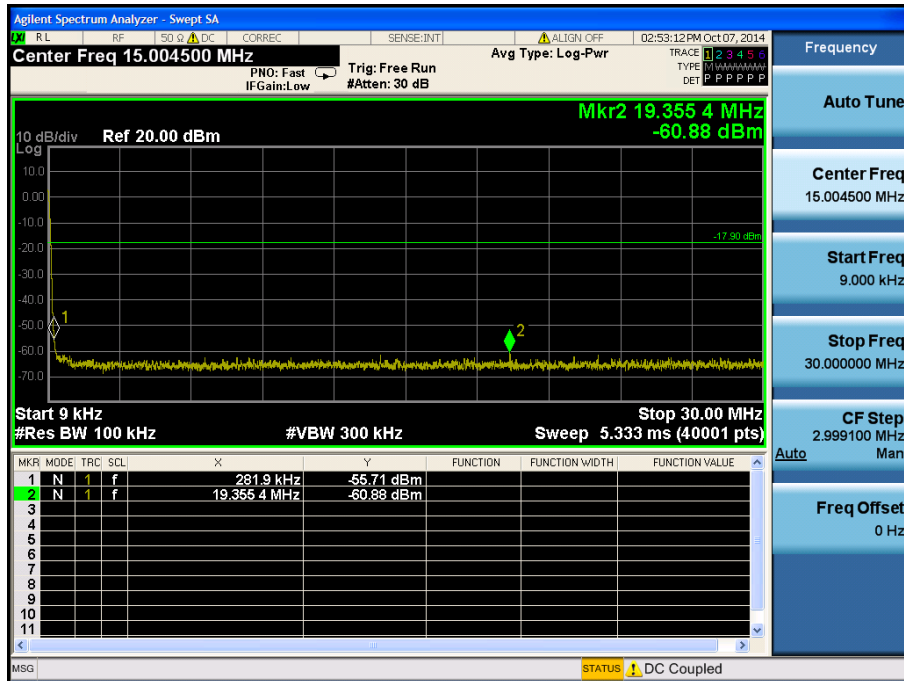 Agilent Spectrum Analyzer - Swept SA
LXI RL RF 50 Ω DC CORREC SENSE:INT ALIGN OFF 02:53:12 PM Oct 07, 2014
Center Freq 15.004500 MHz
PNO: Fast
IFGain:Low
Trig: Free Run
#Atten: 30 dB
Avg Type: Log-Pwr
TRACE 1 2 3 4 5 6
TYPE M W W W W W
DET P P P P P P
Mkr2 19.355 4 MHz
-60.88 dBm
10 dB/div Ref 20.00 dBm
Log
10.0
0.00
-10.0
-17.90 dBm
-20.0
-30.0
-40.0
-50.0
1
2
-60.0
-70.0
Start 9 kHz Stop 30.00 MHz
#Res BW 100 kHz #VBW 300 kHz Sweep 5.333 ms (40001 pts)
MKR MODE TRC SCL X Y FUNCTION FUNCTION WIDTH FUNCTION VALUE
1 N 1 f 281.9 kHz -55.71 dBm
2 N 1 f 19.355 4 MHz -60.88 dBm
3
4
5
6
7
8
9
10
11
MSG STATUS DC Coupled
Frequency
Auto Tune
Center Freq
15.004500 MHz
Start Freq
9.000 kHz
Stop Freq
30.000000 MHz
CF Step
2.999100 MHz
Auto Man
Freq Offset
0 Hz